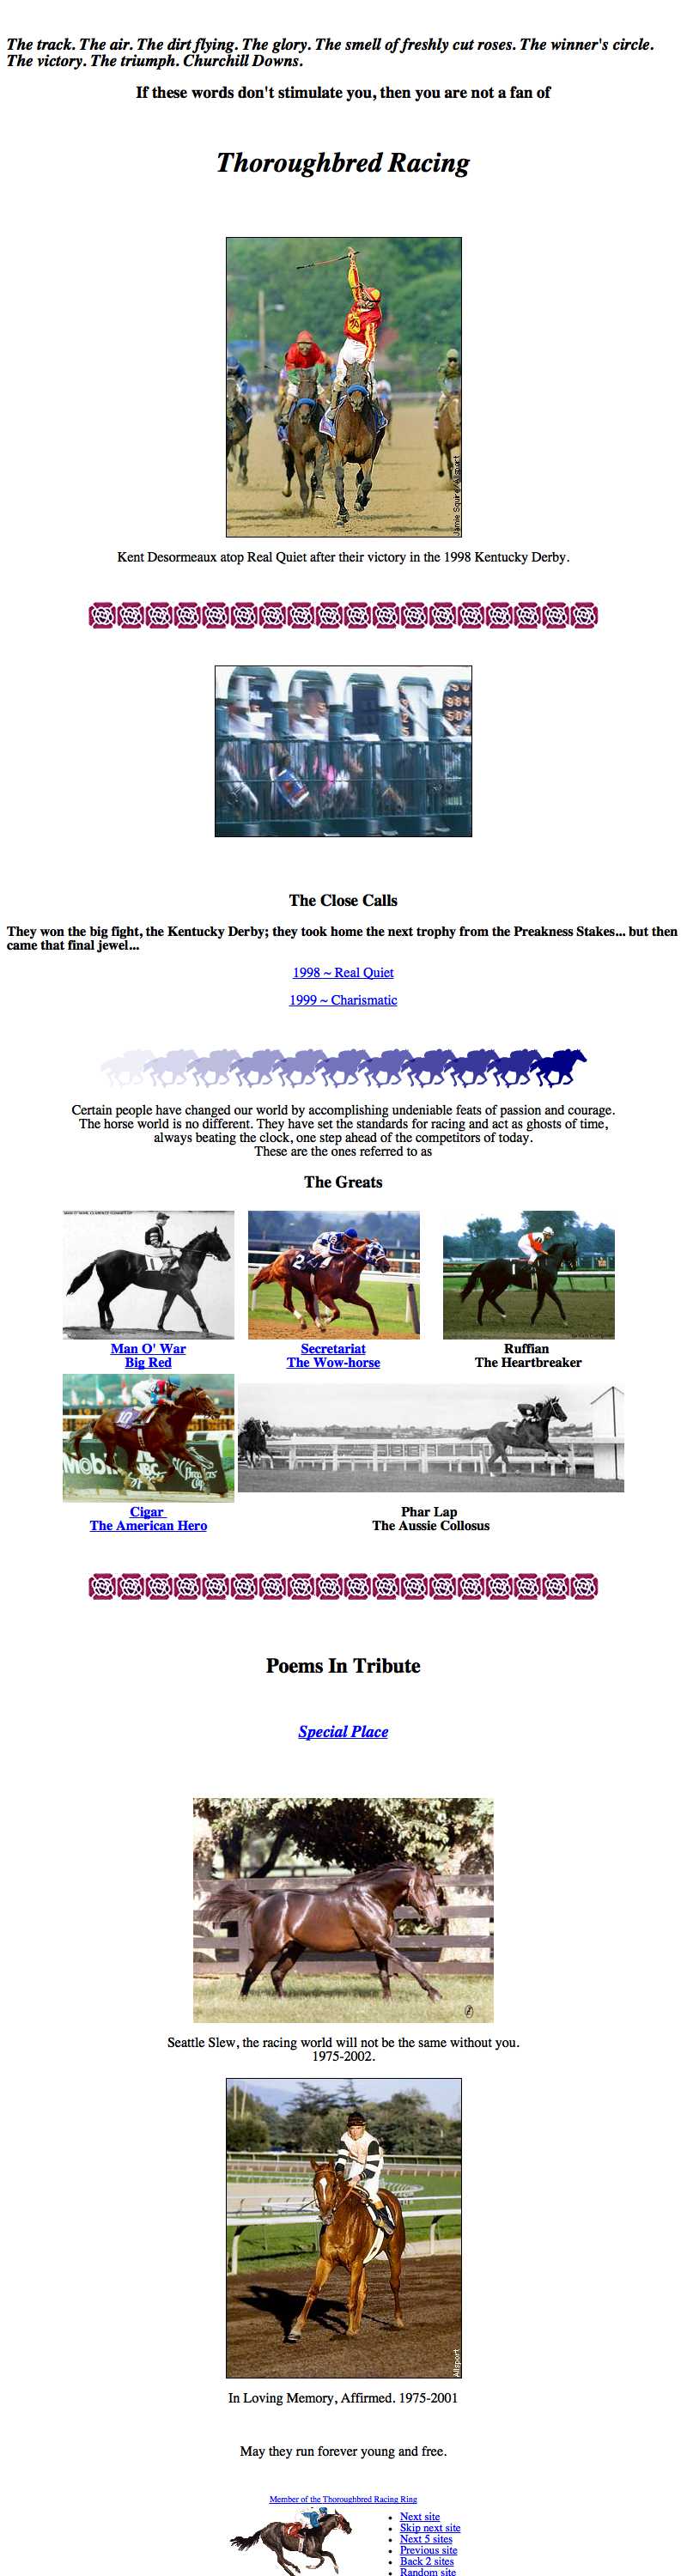 The track. The air. The dirt flying. The glory. The smell of freshly cut roses. The winner's circle.
The victory. The triumph. Churchill Downs.
If these words don't stimulate you, then you are not a fan of
Thoroughbred Racing
Jamie Squire/Allsport
Kent Desormeaux atop Real Quiet after their victory in the 1998 Kentucky Derby.
The Close Calls
They won the big fight, the Kentucky Derby; they took home the next trophy from the Preakness Stakes... but then
came that final jewel...
1998 ~ Real Quiet
1999 ~ Charismatic
Certain people have changed our world by accomplishing undeniable feats of passion and courage.
The horse world is no different. They have set the standards for racing and act as ghosts of time,
always beating the clock, one step ahead of the competitors of today.
These are the ones referred to as
The Greats
Man O' War
Big Red
Secretariat
The Wow-horse
Ruffian
The Heartbreaker
Mobil
Cigar
The American Hero
Phar Lap
The Aussie Collosus
Poems In Tribute
Special Place
Seattle Slew, the racing world will not be the same without you.
1975-2002.
Allsport
In Loving Memory, Affirmed. 1975-2001
May they run forever young and free.
Member of the Thoroughbred Racing Ring
Next site
Skip next site
Next 5 sites
Previous site
Back 2 sites
Random site